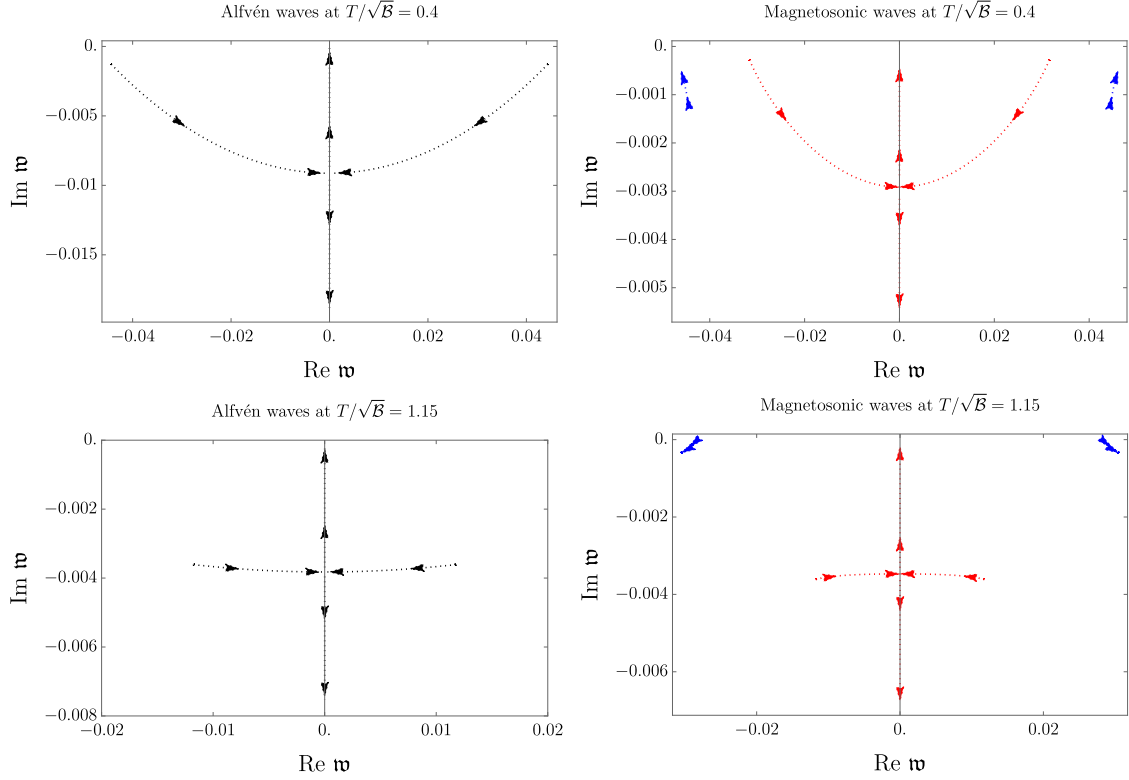 Alfvén waves at T/√ℬ = 0.4
0.
−0.005
−0.01
−0.015
Im 𝔴
−0.04 −0.02 0. 0.02 0.04
Re 𝔴
Magnetosonic waves at T/√ℬ = 0.4
0.
−0.001
−0.002
−0.003
−0.004
−0.005
Im 𝔴
−0.04 −0.02 0. 0.02 0.04
Re 𝔴
Alfvén waves at T/√ℬ = 1.15
0.
−0.002
−0.004
−0.006
−0.008
Im 𝔴
−0.02 −0.01 0. 0.01 0.02
Re 𝔴
Magnetosonic waves at T/√ℬ = 1.15
0.
−0.002
−0.004
−0.006
Im 𝔴
−0.02 0. 0.02
Re 𝔴